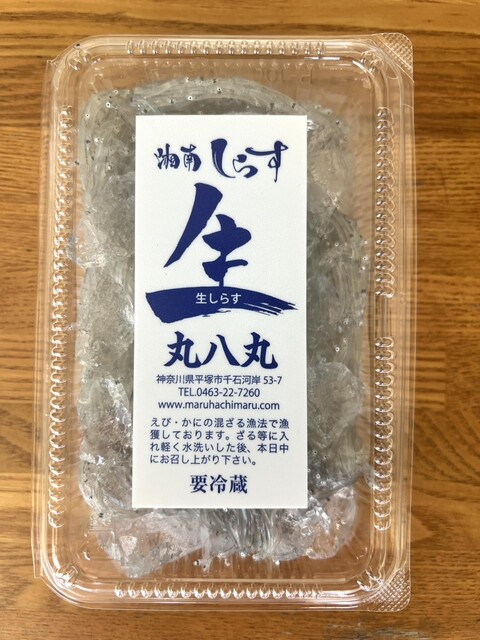 湘南しらす
生
生しらす
丸八丸
神奈川県平塚市千石河岸 53-7
TEL.0463-22-7260
www.maruhachimaru.com
えび・かにの混ざる漁法で漁
獲しております。ざる等に入
れ軽く水洗いした後、本日中
にお召し上がり下さい。
要冷蔵